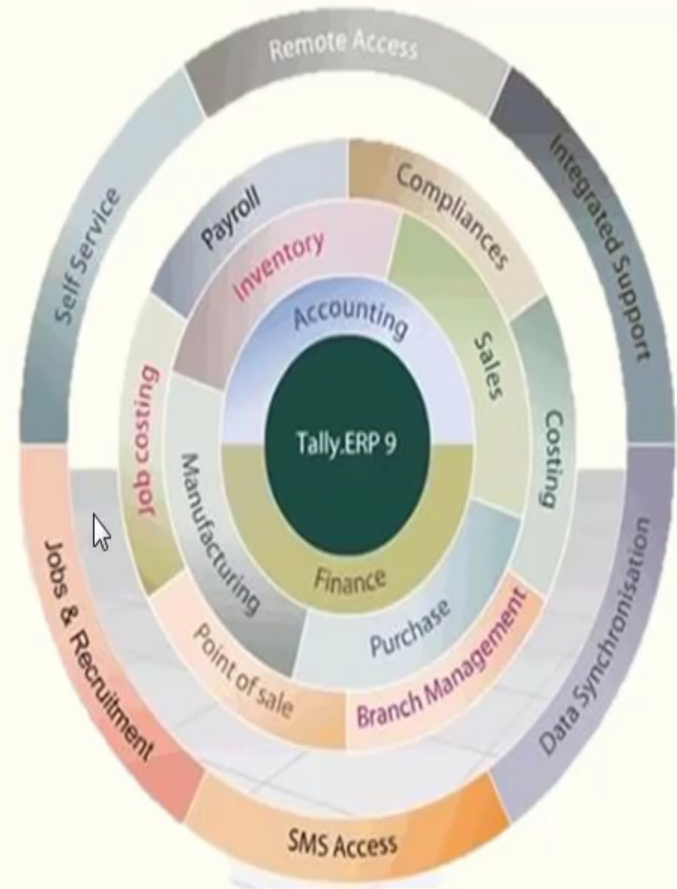 Remote Access
Integrated Support
Data Synchronisation
SMS Access
Jobs & Recruitment
Self Service
Payroll
Compliances
Costing
Branch Management
Point of sale
Job costing
Inventory
Sales
Purchase
Manufacturing
Accounting
Finance
Tally.ERP 9